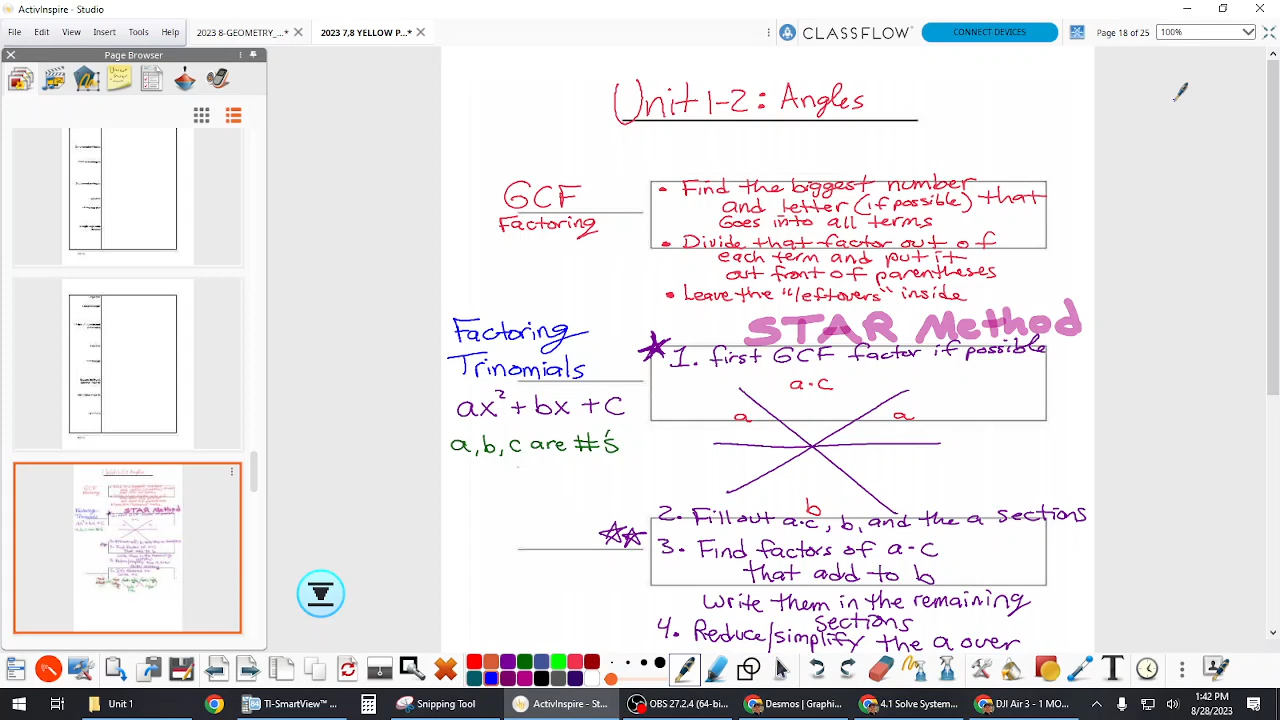 ActivInspire
2023 8-GEOMETRY_...*
2023 7,8 YELLOW P...*
File Edit View Insert Tools Help
CLASSFLOW
CONNECT DEVICES
Page 18 of 25
100%
Page Browser
Unit 1-2: Angles
GCF
Factoring
• Find the biggest number
and letter (if possible) that
Goes into all terms
• Divide that factor out of
each term and put it
out front of parentheses
• Leave the "leftovers" inside
Factoring
Trinomials
ax² + bx + c
a, b, c are #'s
STAR Method
1. first GCF factor if possible
a·c
a a
b
2. Fill out a·c, b, and the a sections
3. Find factors of a·c
that add to b
Write them in the remaining
sections
4. Reduce/simplify the a over
Unit 1
TI-SmartView ...
Snipping Tool
ActivInspire - St...
OBS 27.2.4 (64-bi...
Desmos | Graphi...
4.1 Solve System...
DJI Air 3 - 1 MO...
1:42 PM
8/28/2023